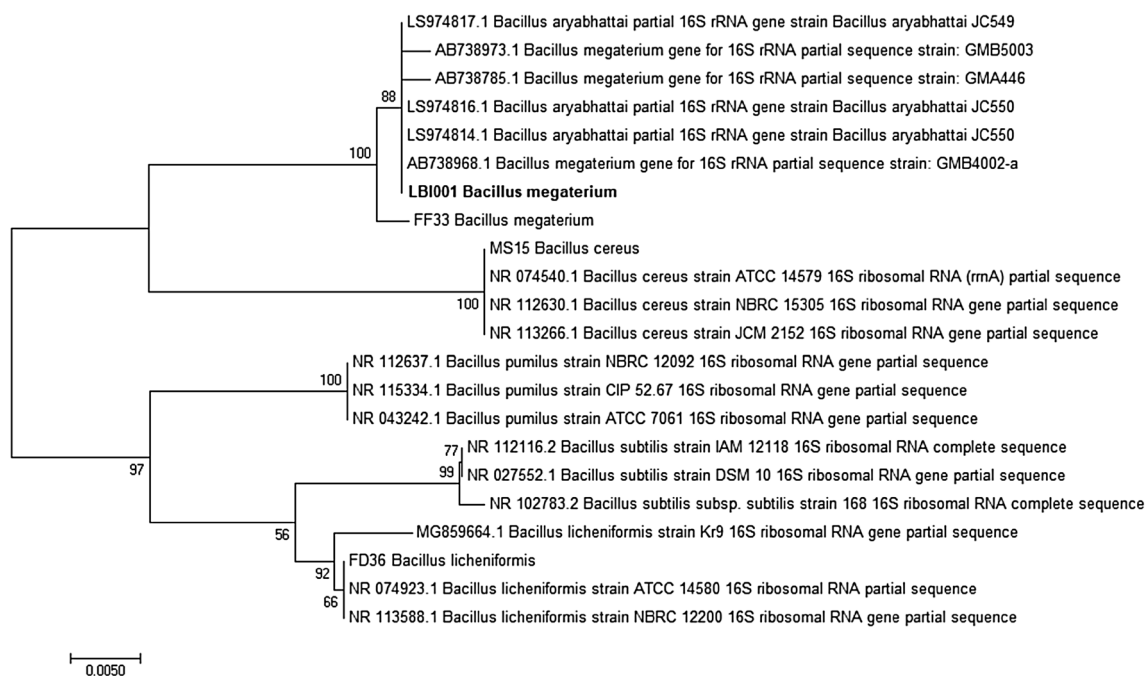 LS974817.1 Bacillus aryabhattai partial 16S rRNA gene strain Bacillus aryabhattai JC549
AB738973.1 Bacillus megaterium gene for 16S rRNA partial sequence strain: GMB5003
AB738785.1 Bacillus megaterium gene for 16S rRNA partial sequence strain: GMA446
88
LS974816.1 Bacillus aryabhattai partial 16S rRNA gene strain Bacillus aryabhattai JC550
LS974814.1 Bacillus aryabhattai partial 16S rRNA gene strain Bacillus aryabhattai JC550
100
AB738968.1 Bacillus megaterium gene for 16S rRNA partial sequence strain: GMB4002-a
LBI001 Bacillus megaterium
FF33 Bacillus megaterium
MS15 Bacillus cereus
NR 074540.1 Bacillus cereus strain ATCC 14579 16S ribosomal RNA (rrnA) partial sequence
100
NR 112630.1 Bacillus cereus strain NBRC 15305 16S ribosomal RNA gene partial sequence
NR 113266.1 Bacillus cereus strain JCM 2152 16S ribosomal RNA gene partial sequence
NR 112637.1 Bacillus pumilus strain NBRC 12092 16S ribosomal RNA gene partial sequence
100
NR 115334.1 Bacillus pumilus strain CIP 52.67 16S ribosomal RNA gene partial sequence
NR 043242.1 Bacillus pumilus strain ATCC 7061 16S ribosomal RNA gene partial sequence
77
NR 112116.2 Bacillus subtilis strain IAM 12118 16S ribosomal RNA complete sequence
97
99
NR 027552.1 Bacillus subtilis strain DSM 10 16S ribosomal RNA gene partial sequence
NR 102783.2 Bacillus subtilis subsp. subtilis strain 168 16S ribosomal RNA complete sequence
56
MG859664.1 Bacillus licheniformis strain Kr9 16S ribosomal RNA gene partial sequence
FD36 Bacillus licheniformis
92
NR 074923.1 Bacillus licheniformis strain ATCC 14580 16S ribosomal RNA partial sequence
66
NR 113588.1 Bacillus licheniformis strain NBRC 12200 16S ribosomal RNA gene partial sequence
0.0050